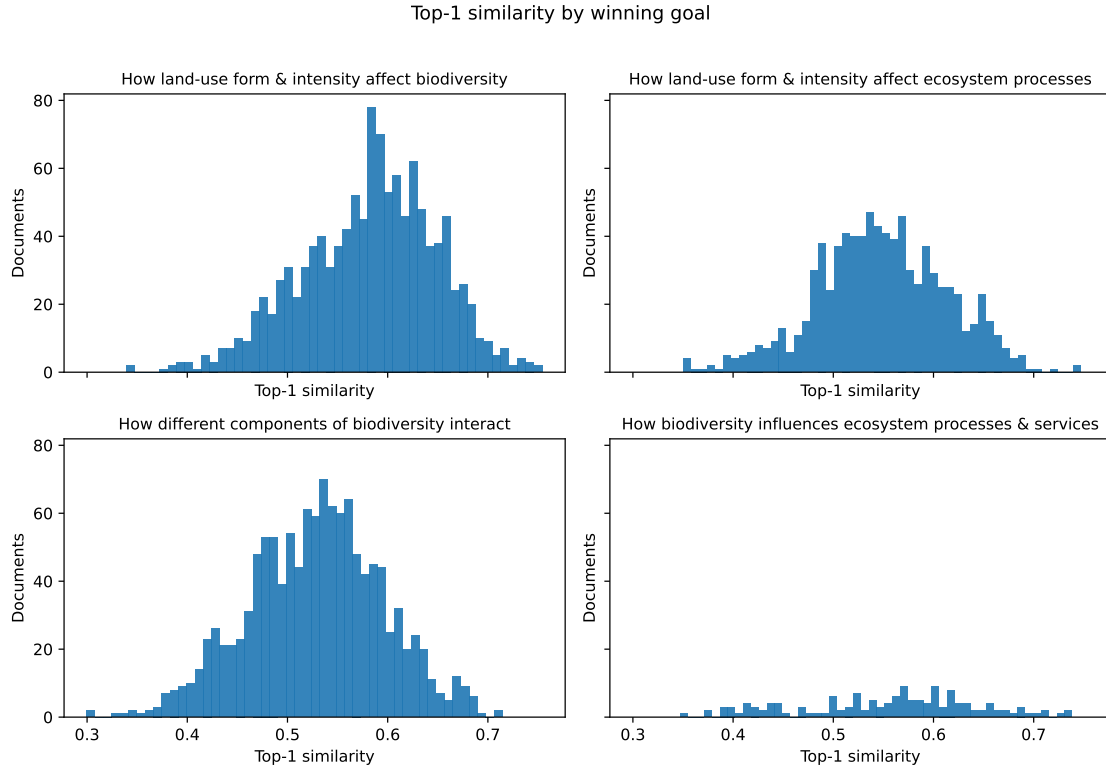 Top-1 similarity by winning goal
How land-use form & intensity affect biodiversity
How land-use form & intensity affect ecosystem processes
80
60
40
20
0
Documents
Documents
Top-1 similarity
Top-1 similarity
How different components of biodiversity interact
How biodiversity influences ecosystem processes & services
80
60
40
20
0
Documents
Documents
0.3 0.4 0.5 0.6 0.7
0.3 0.4 0.5 0.6 0.7
Top-1 similarity
Top-1 similarity